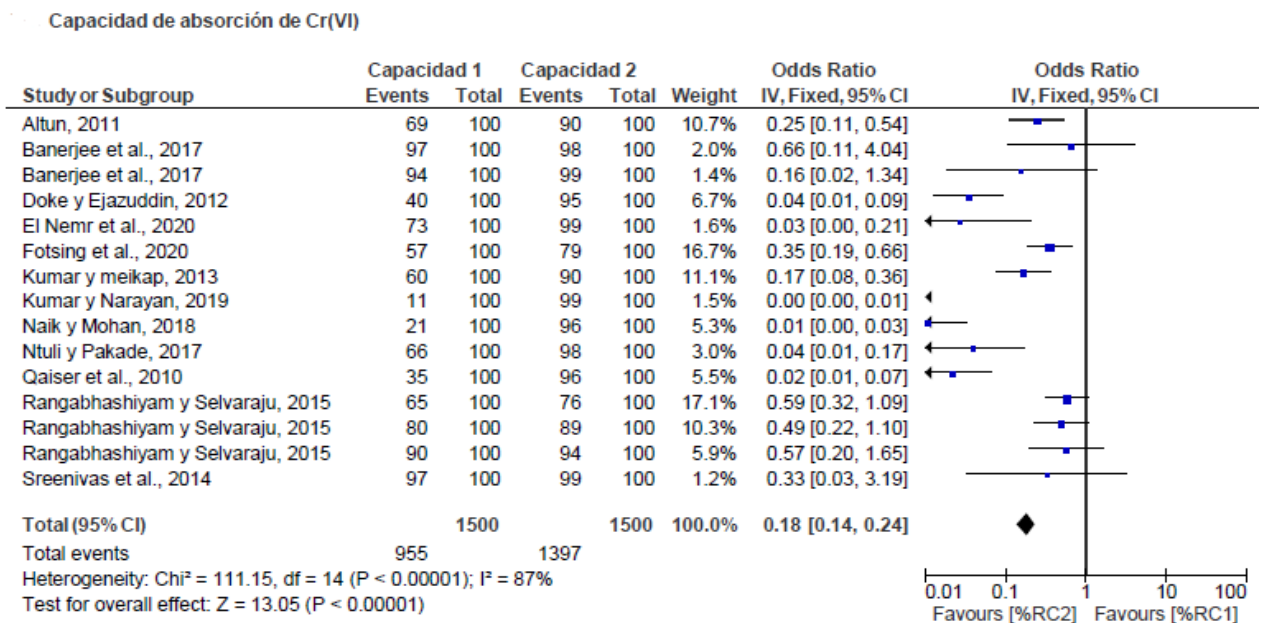 Capacidad de absorción de Cr(VI)
Capacidad 1 Capacidad 2 Odds Ratio Odds Ratio
Study or Subgroup Events Total Events Total Weight IV, Fixed, 95% CI IV, Fixed, 95% CI
Altun, 2011 69 100 90 100 10.7% 0.25 [0.11, 0.54]
Banerjee et al., 2017 97 100 98 100 2.0% 0.66 [0.11, 4.04]
Banerjee et al., 2017 94 100 99 100 1.4% 0.16 [0.02, 1.34]
Doke y Ejazuddin, 2012 40 100 95 100 6.7% 0.04 [0.01, 0.09]
El Nemr et al., 2020 73 100 99 100 1.6% 0.03 [0.00, 0.21]
Fotsing et al., 2020 57 100 79 100 16.7% 0.35 [0.19, 0.66]
Kumar y meikap, 2013 60 100 90 100 11.1% 0.17 [0.08, 0.36]
Kumar y Narayan, 2019 11 100 99 100 1.5% 0.00 [0.00, 0.01]
Naik y Mohan, 2018 21 100 96 100 5.3% 0.01 [0.00, 0.03]
Ntuli y Pakade, 2017 66 100 98 100 3.0% 0.04 [0.01, 0.17]
Qaiser et al., 2010 35 100 96 100 5.5% 0.02 [0.01, 0.07]
Rangabhashiyam y Selvaraju, 2015 65 100 76 100 17.1% 0.59 [0.32, 1.09]
Rangabhashiyam y Selvaraju, 2015 80 100 89 100 10.3% 0.49 [0.22, 1.10]
Rangabhashiyam y Selvaraju, 2015 90 100 94 100 5.9% 0.57 [0.20, 1.65]
Sreenivas et al., 2014 97 100 99 100 1.2% 0.33 [0.03, 3.19]
Total (95% CI) 1500 1500 100.0% 0.18 [0.14, 0.24]
Total events 955 1397
Heterogeneity: Chi² = 111.15, df = 14 (P < 0.00001); I² = 87%
Test for overall effect: Z = 13.05 (P < 0.00001)
0.01 0.1 1 10 100
Favours [%RC2] Favours [%RC1]